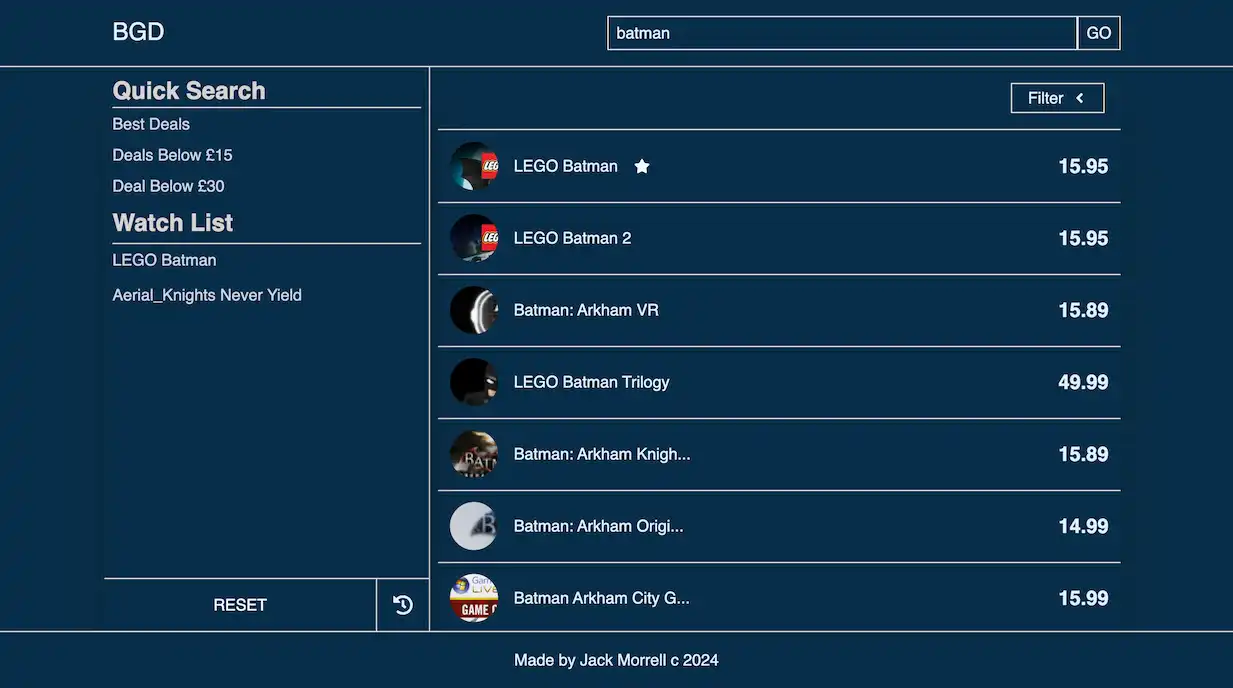 BGD
batman
GO
Quick Search
Best Deals
Deals Below £15
Deal Below £30
Watch List
LEGO Batman
Aerial_Knights Never Yield
RESET
Filter
LEGO Batman
15.95
LEGO Batman 2
15.95
Batman: Arkham VR
15.89
LEGO Batman Trilogy
49.99
Batman: Arkham Knigh...
15.89
Batman: Arkham Origi...
14.99
Batman Arkham City G...
15.99
Made by Jack Morrell c 2024